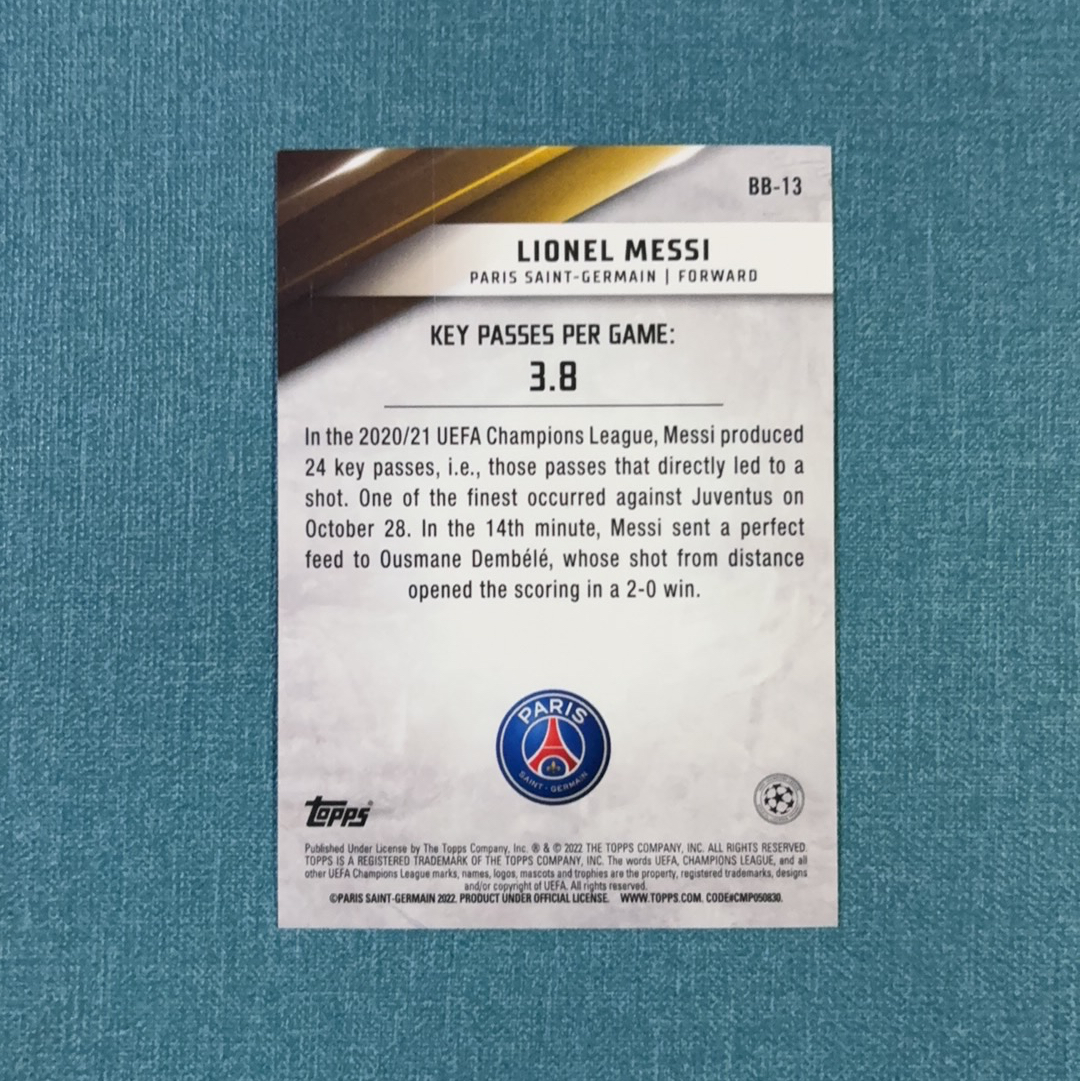 BB-13
LIONEL MESSI
PARIS SAINT-GERMAIN | FORWARD
KEY PASSES PER GAME:
3.8
In the 2020/21 UEFA Champions League, Messi produced
24 key passes, i.e., those passes that directly led to a
shot. One of the finest occurred against Juventus on
October 28. In the 14th minute, Messi sent a perfect
feed to Ousmane Dembélé, whose shot from distance
opened the scoring in a 2-0 win.
PARIS
SAINT-GERMAIN
Topps®
Published Under License by The Topps Company, Inc. ® & © 2022 THE TOPPS COMPANY, INC. ALL RIGHTS RESERVED.
TOPPS IS A REGISTERED TRADEMARK OF THE TOPPS COMPANY, INC. The words UEFA, CHAMPIONS LEAGUE, and all
other UEFA Champions League marks, names, logos, mascots and trophies are the property, registered trademarks, designs
and/or copyright of UEFA. All rights reserved.
©PARIS SAINT-GERMAIN 2022. PRODUCT UNDER OFFICIAL LICENSE. WWW.TOPPS.COM. CODE#CMP050830.